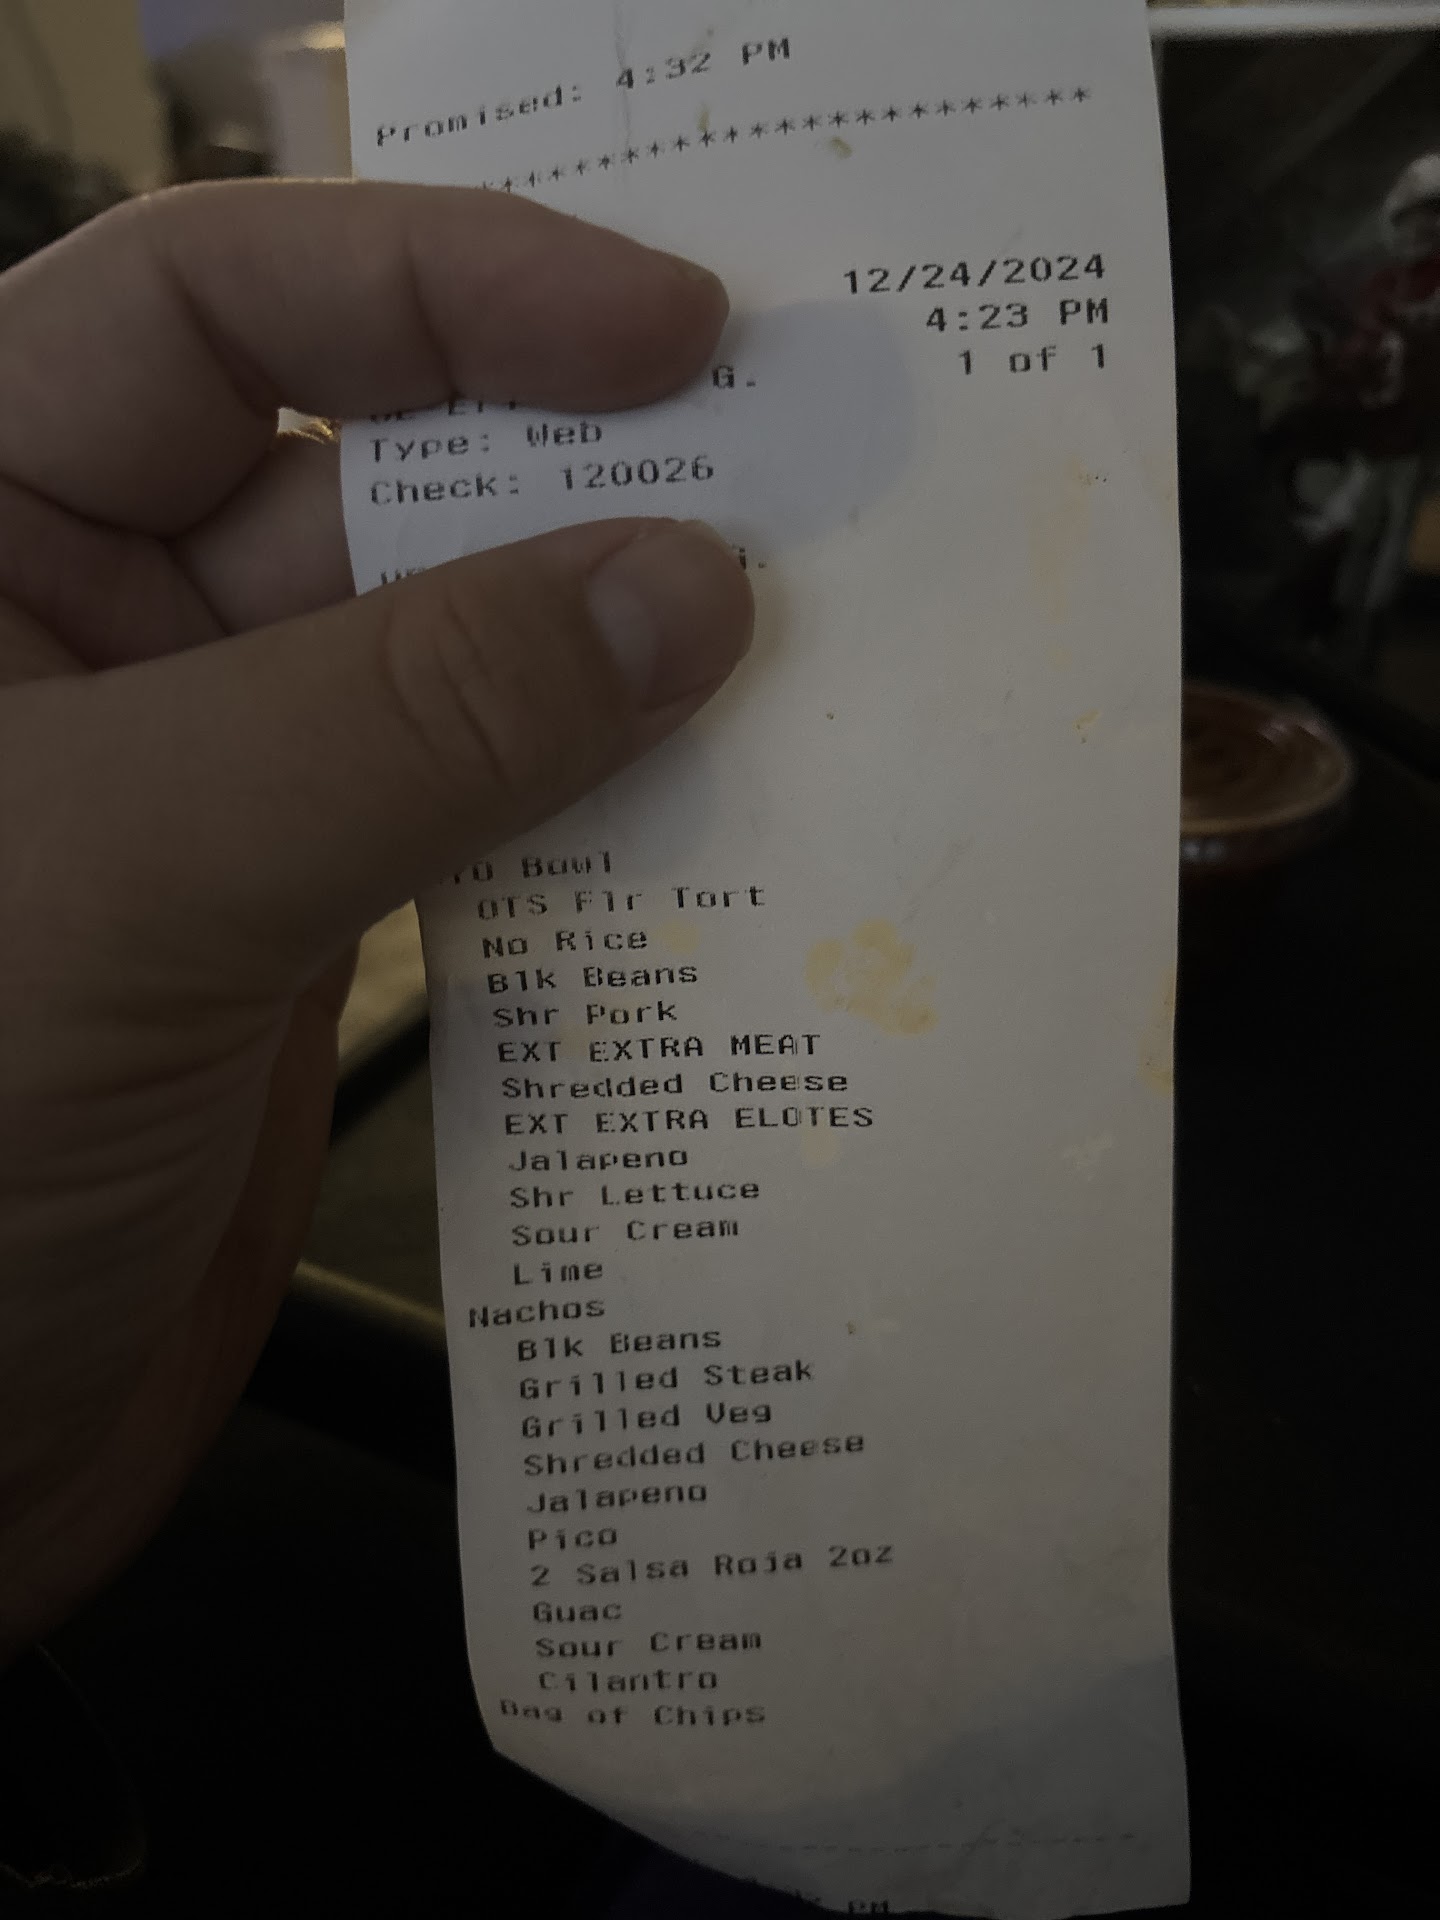 Promised: 4:32 PM
******************************
12/24/2024
4:23 PM
G. 1 of 1
Type: Web
Check: 120026
Bowl
OTS Flr Tort
No Rice
Blk Beans
Shr Pork
EXT EXTRA MEAT
Shredded Cheese
EXT EXTRA ELOTES
Jalapeno
Shr Lettuce
Sour Cream
Lime
Nachos
Blk Beans
Grilled Steak
Grilled Veg
Shredded Cheese
Jalapeno
Pico
2 Salsa Roja 2oz
Guac
Sour Cream
Cilantro
Bag of Chips
PM